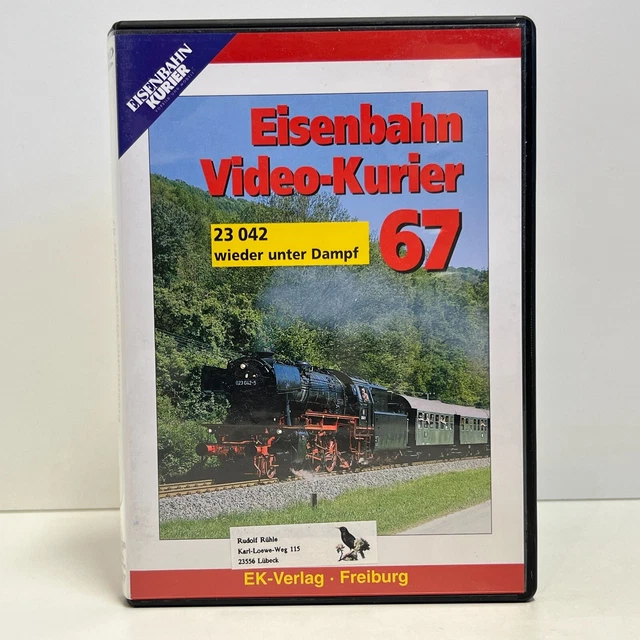 EISENBAHN
KURIER
Eisenbahn
Video-Kurier
67
23 042
wieder unter Dampf
023 042-5
Rudolf Rühle
Karl-Loewe-Weg 115
23556 Lübeck
EK-Verlag · Freiburg